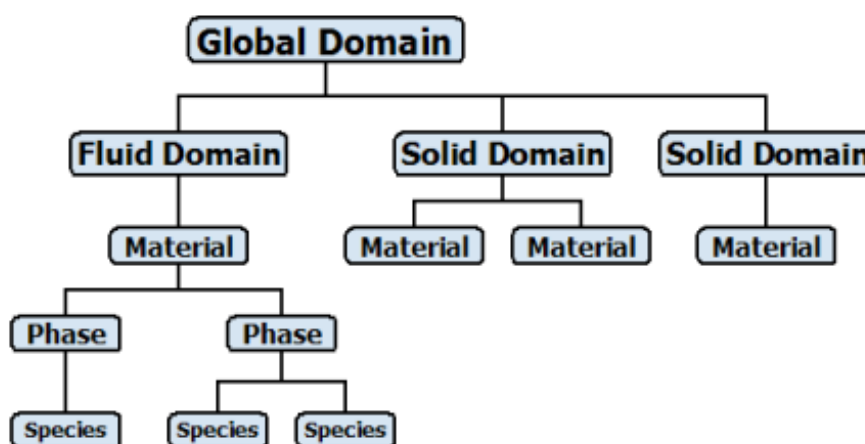 Global Domain
Fluid Domain Solid Domain Solid Domain
Material Material Material Material
Phase Phase
Species Species Species